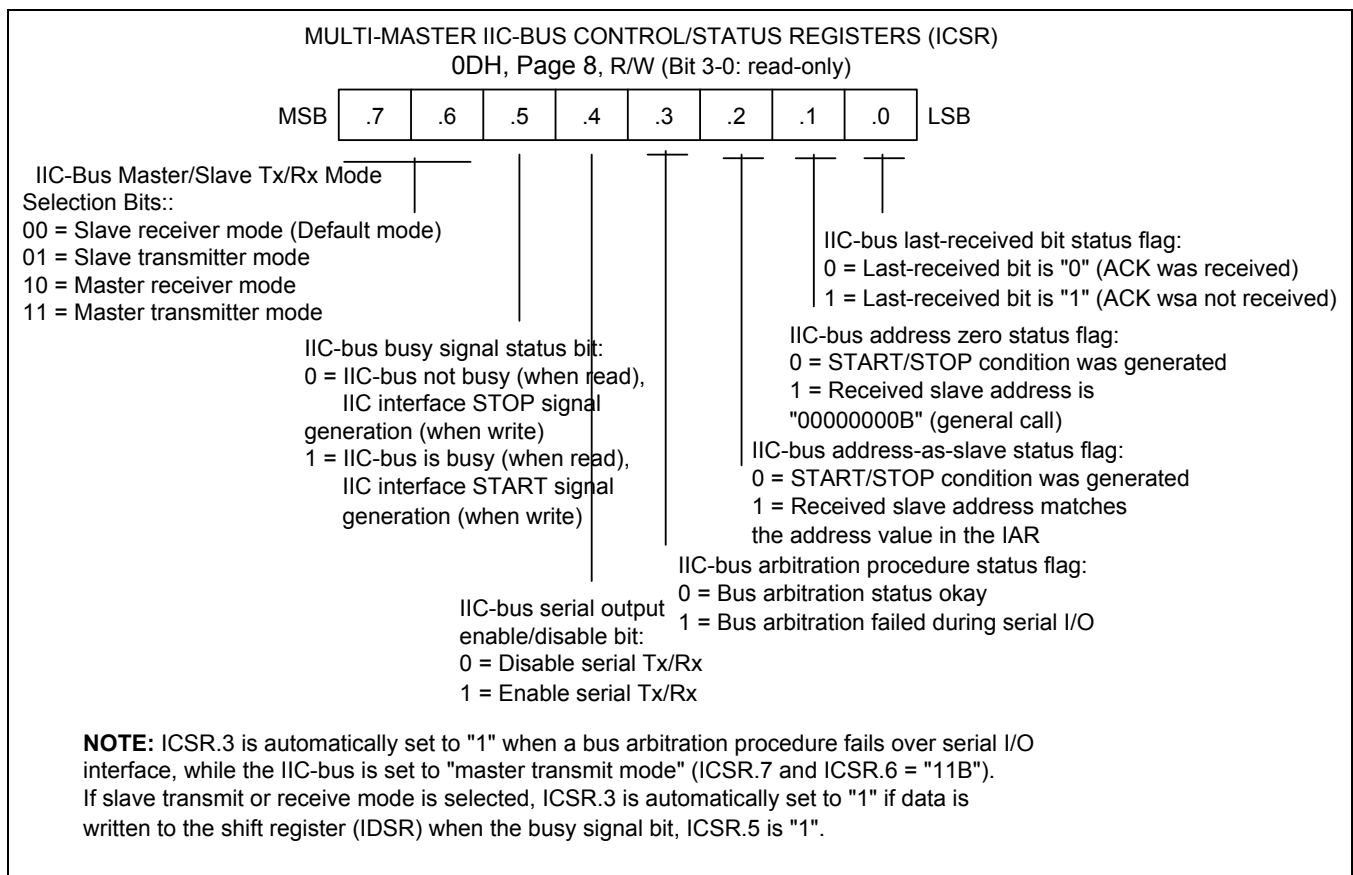 MULTI-MASTER IIC-BUS CONTROL/STATUS REGISTERS (ICSR)
0DH, Page 8, R/W (Bit 3-0: read-only)
MSB .7 .6 .5 .4 .3 .2 .1 .0 LSB
IIC-Bus Master/Slave Tx/Rx Mode
Selection Bits::
00 = Slave receiver mode (Default mode)
01 = Slave transmitter mode
10 = Master receiver mode
11 = Master transmitter mode
IIC-bus busy signal status bit:
0 = IIC-bus not busy (when read),
IIC interface STOP signal
generation (when write)
1 = IIC-bus is busy (when read),
IIC interface START signal
generation (when write)
IIC-bus serial output
enable/disable bit:
0 = Disable serial Tx/Rx
1 = Enable serial Tx/Rx
IIC-bus last-received bit status flag:
0 = Last-received bit is "0" (ACK was received)
1 = Last-received bit is "1" (ACK wsa not received)
IIC-bus address zero status flag:
0 = START/STOP condition was generated
1 = Received slave address is
"00000000B" (general call)
IIC-bus address-as-slave status flag:
0 = START/STOP condition was generated
1 = Received slave address matches
the address value in the IAR
IIC-bus arbitration procedure status flag:
0 = Bus arbitration status okay
1 = Bus arbitration failed during serial I/O
NOTE: ICSR.3 is automatically set to "1" when a bus arbitration procedure fails over serial I/O
interface, while the IIC-bus is set to "master transmit mode" (ICSR.7 and ICSR.6 = "11B").
If slave transmit or receive mode is selected, ICSR.3 is automatically set to "1" if data is
written to the shift register (IDSR) when the busy signal bit, ICSR.5 is "1".